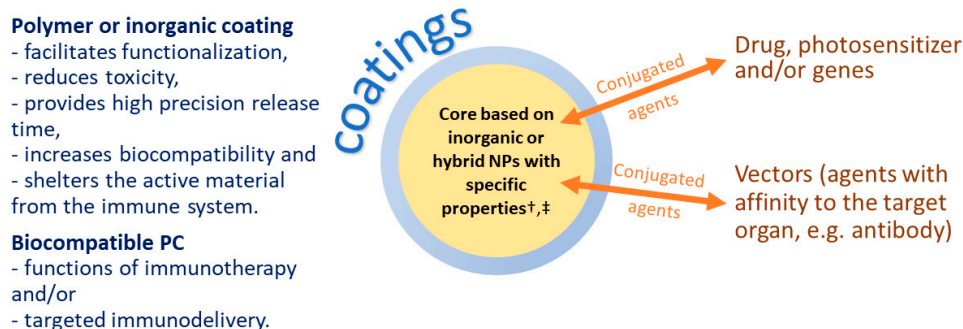 Polymer or inorganic coating
- facilitates functionalization,
- reduces toxicity,
- provides high precision release
time,
- increases biocompatibility and
- shelters the active material
from the immune system.
Biocompatible PC
- functions of immunotherapy
and/or
- targeted immunodelivery.
coatings
Core based on
inorganic or
hybrid NPs with
specific
properties†,‡
Conjugated
agents
Drug, photosensitizer
and/or genes
Conjugated
agents
Vectors (agents with
affinity to the target
organ, e.g. antibody)